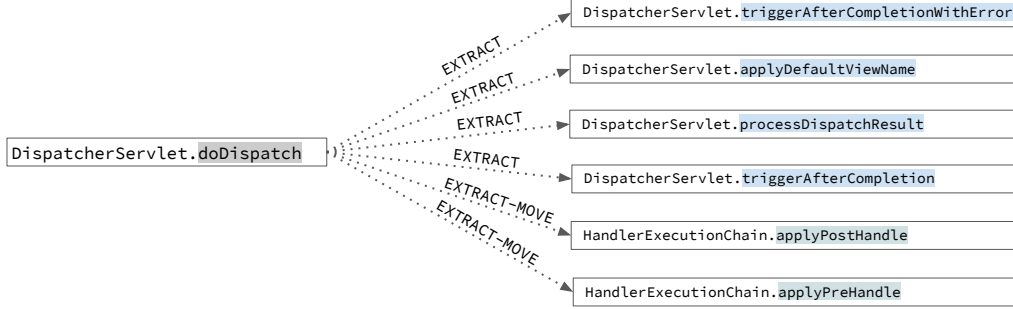 DispatcherServlet.triggerAfterCompletionWithError
EXTRACT
DispatcherServlet.applyDefaultViewName
EXTRACT
DispatcherServlet.processDispatchResult
EXTRACT
DispatcherServlet.doDispatch
EXTRACT
DispatcherServlet.triggerAfterCompletion
EXTRACT-MOVE
HandlerExecutionChain.applyPostHandle
EXTRACT-MOVE
HandlerExecutionChain.applyPreHandle